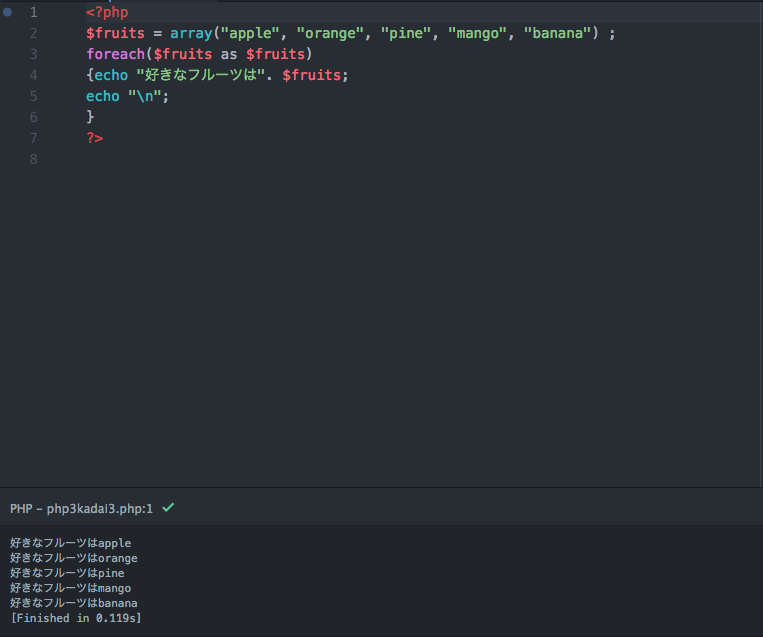 1 <?php
2 $fruits = array("apple", "orange", "pine", "mango", "banana") ;
3 foreach($fruits as $fruits)
4 {echo "好きなフルーツは". $fruits;
5 echo "\n";
6 }
7 ?>
8
PHP - php3kadai3.php:1
好きなフルーツはapple
好きなフルーツはorange
好きなフルーツはpine
好きなフルーツはmango
好きなフルーツはbanana
[Finished in 0.119s]